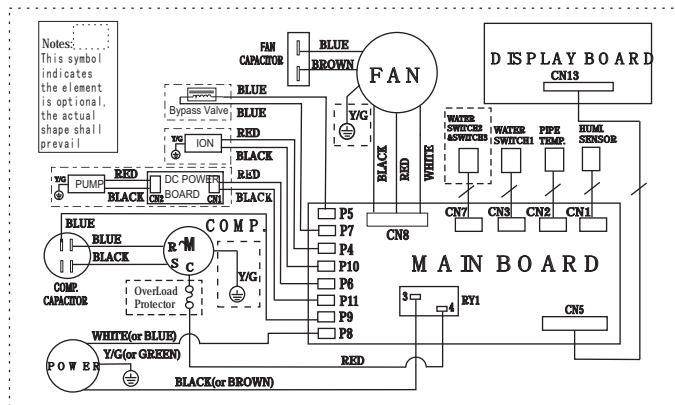 Notes:
This symbol
indicates
the element
is optional,
the actual
shape shall
prevail
FAN
CAPACITOR
BLUE
BROWN
FAN
Y/G
BLACK
RED
WHITE
DISPLAY BOARD
CN13
BLUE
Bypass Valve
BLUE
Y/G
ION
RED
BLACK
Y/G
PUMP
RED
BLACK
CN2
DC POWER
BOARD
CN1
RED
BLACK
WATER
SWITCH2
&SWITCH3
WATER
SWITCH1
PIPE
TEMP.
HUMI.
SENSOR
CN7
CN3
CN2
CN1
CN8
P5
P7
P4
P10
P6
P11
P9
P8
MAIN BOARD
3
4
RY1
CN5
BLUE
COMP.
BLUE
BLACK
COMP.
CAPACITOR
R
M
S
C
Y/G
OverLoad
Protector
WHITE(or BLUE)
Y/G(or GREEN)
POWER
BLACK(or BROWN)
RED